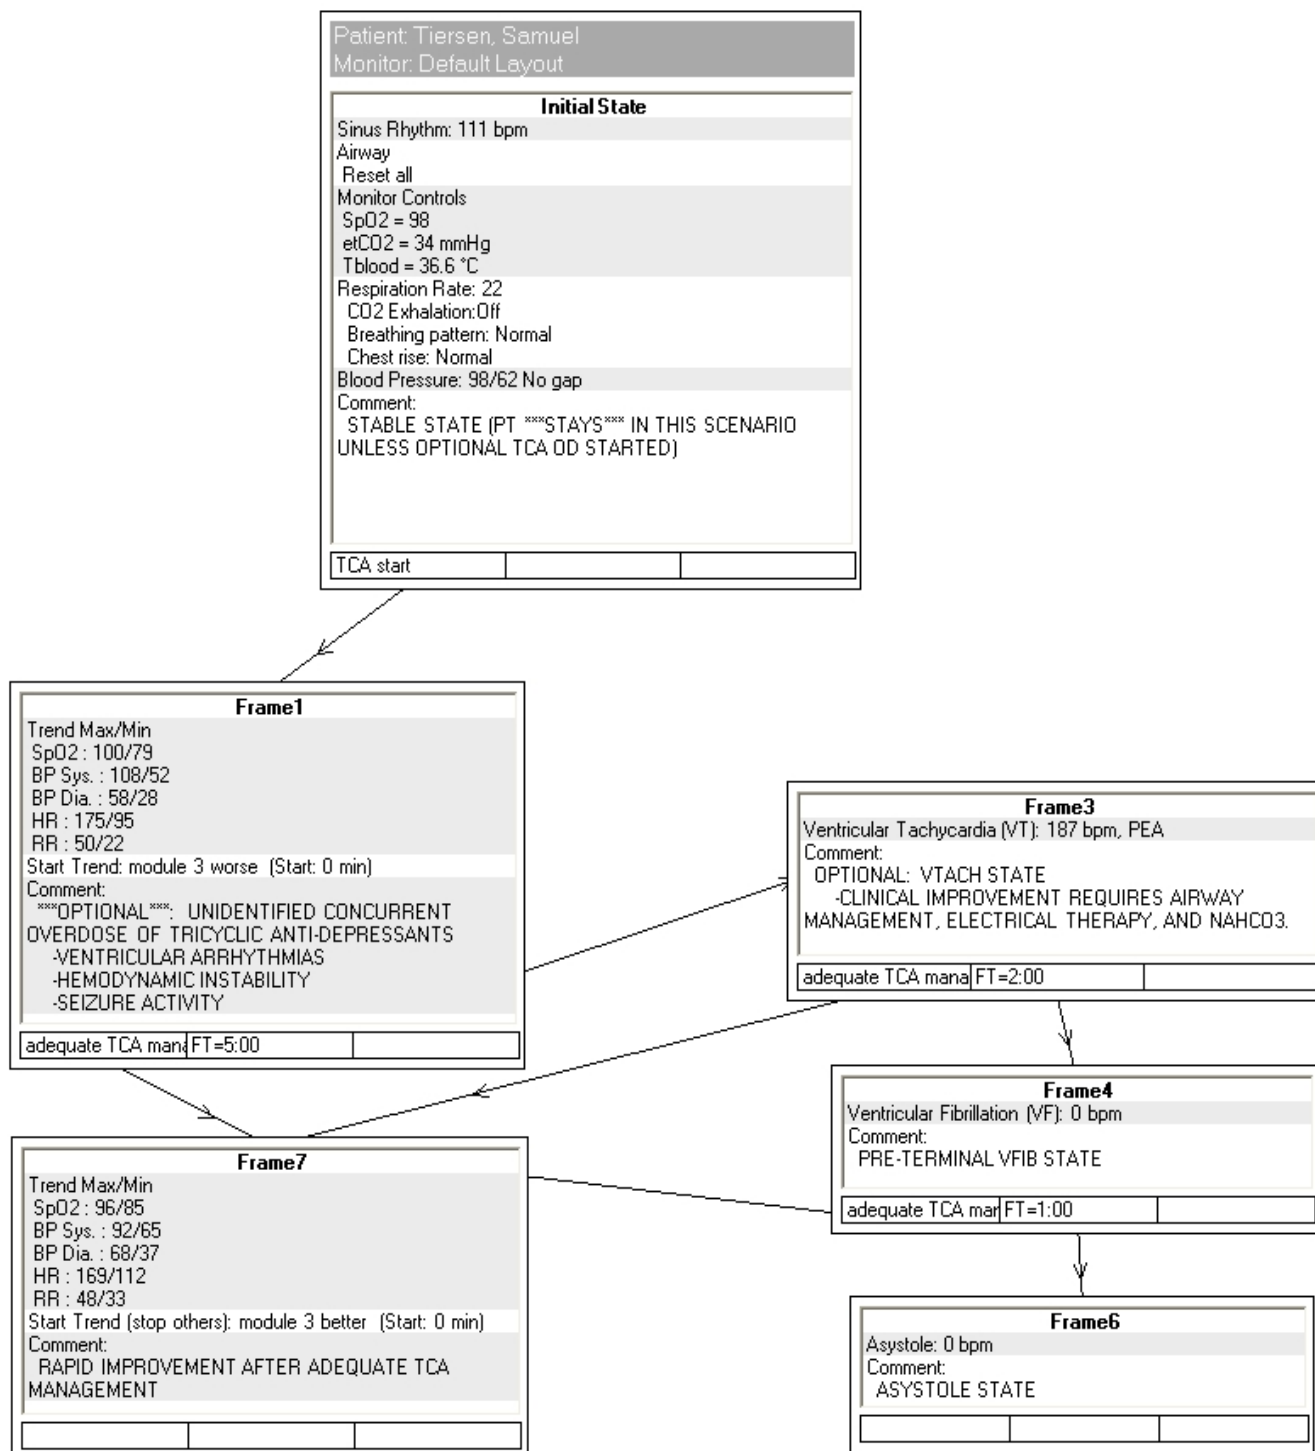 Patient: Tiersen, Samuel
Monitor: Default Layout
Initial State
Sinus Rhythm: 111 bpm
Airway
Reset all
Monitor Controls
SpO2 = 98
etCO2 = 34 mmHg
Tblood = 36.6 °C
Respiration Rate: 22
CO2 Exhalation:Off
Breathing pattern: Normal
Chest rise: Normal
Blood Pressure: 98/62 No gap
Comment:
STABLE STATE (PT ***STAYS*** IN THIS SCENARIO
UNLESS OPTIONAL TCA OD STARTED)
TCA start
Frame1
Trend Max/Min
SpO2 : 100/79
BP Sys. : 108/52
BP Dia. : 58/28
HR : 175/95
RR : 50/22
Start Trend: module 3 worse (Start: 0 min)
Comment:
***OPTIONAL***: UNIDENTIFIED CONCURRENT
OVERDOSE OF TRICYCLIC ANTI-DEPRESSANTS
-VENTRICULAR ARRHYTHMIAS
-HEMODYNAMIC INSTABILITY
-SEIZURE ACTIVITY
adequate TCA mana FT=5:00
Frame3
Ventricular Tachycardia (VT): 187 bpm, PEA
Comment:
OPTIONAL: VTACH STATE
-CLINICAL IMPROVEMENT REQUIRES AIRWAY
MANAGEMENT, ELECTRICAL THERAPY, AND NAHCO3.
adequate TCA mana FT=2:00
Frame4
Ventricular Fibrillation (VF): 0 bpm
Comment:
PRE-TERMINAL VFIB STATE
adequate TCA mar FT=1:00
Frame7
Trend Max/Min
SpO2 : 96/85
BP Sys. : 92/65
BP Dia. : 68/37
HR : 169/112
RR : 48/33
Start Trend (stop others): module 3 better (Start: 0 min)
Comment:
RAPID IMPROVEMENT AFTER ADEQUATE TCA
MANAGEMENT
Frame6
Asystole: 0 bpm
Comment:
ASYSTOLE STATE